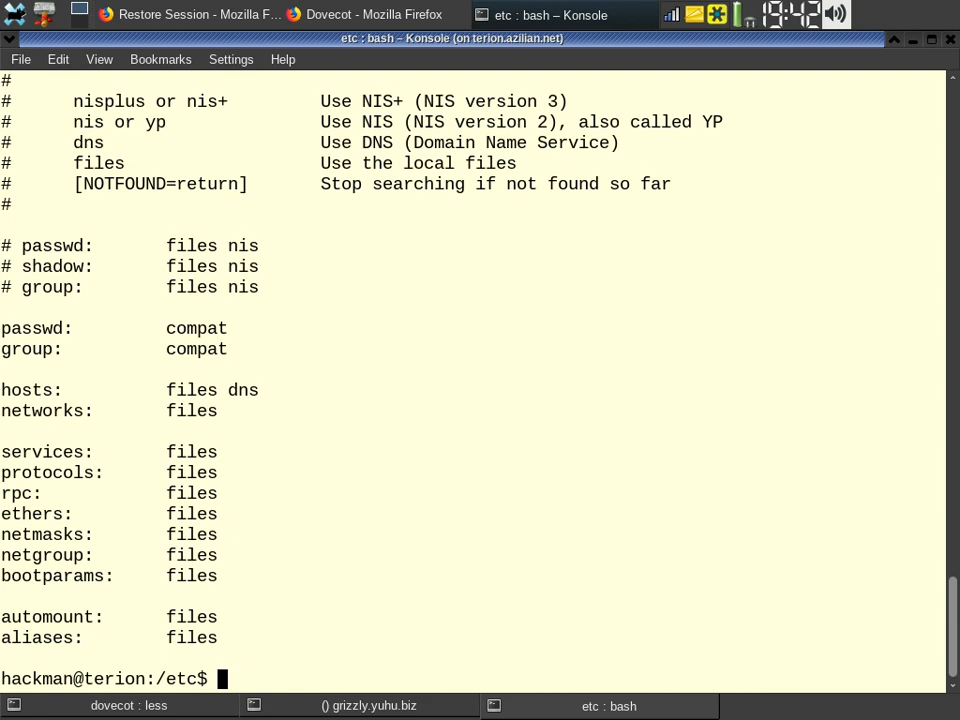 Restore Session - Mozilla F...
Dovecot - Mozilla Firefox
etc : bash – Konsole
19:42
etc : bash – Konsole (on terion.azilian.net)
File Edit View Bookmarks Settings Help
#
# nisplus or nis+ Use NIS+ (NIS version 3)
# nis or yp Use NIS (NIS version 2), also called YP
# dns Use DNS (Domain Name Service)
# files Use the local files
# [NOTFOUND=return] Stop searching if not found so far
#
# passwd: files nis
# shadow: files nis
# group: files nis
passwd: compat
group: compat
hosts: files dns
networks: files
services: files
protocols: files
rpc: files
ethers: files
netmasks: files
netgroup: files
bootparams: files
automount: files
aliases: files
hackman@terion:/etc$
dovecot : less
() grizzly.yuhu.biz
etc : bash